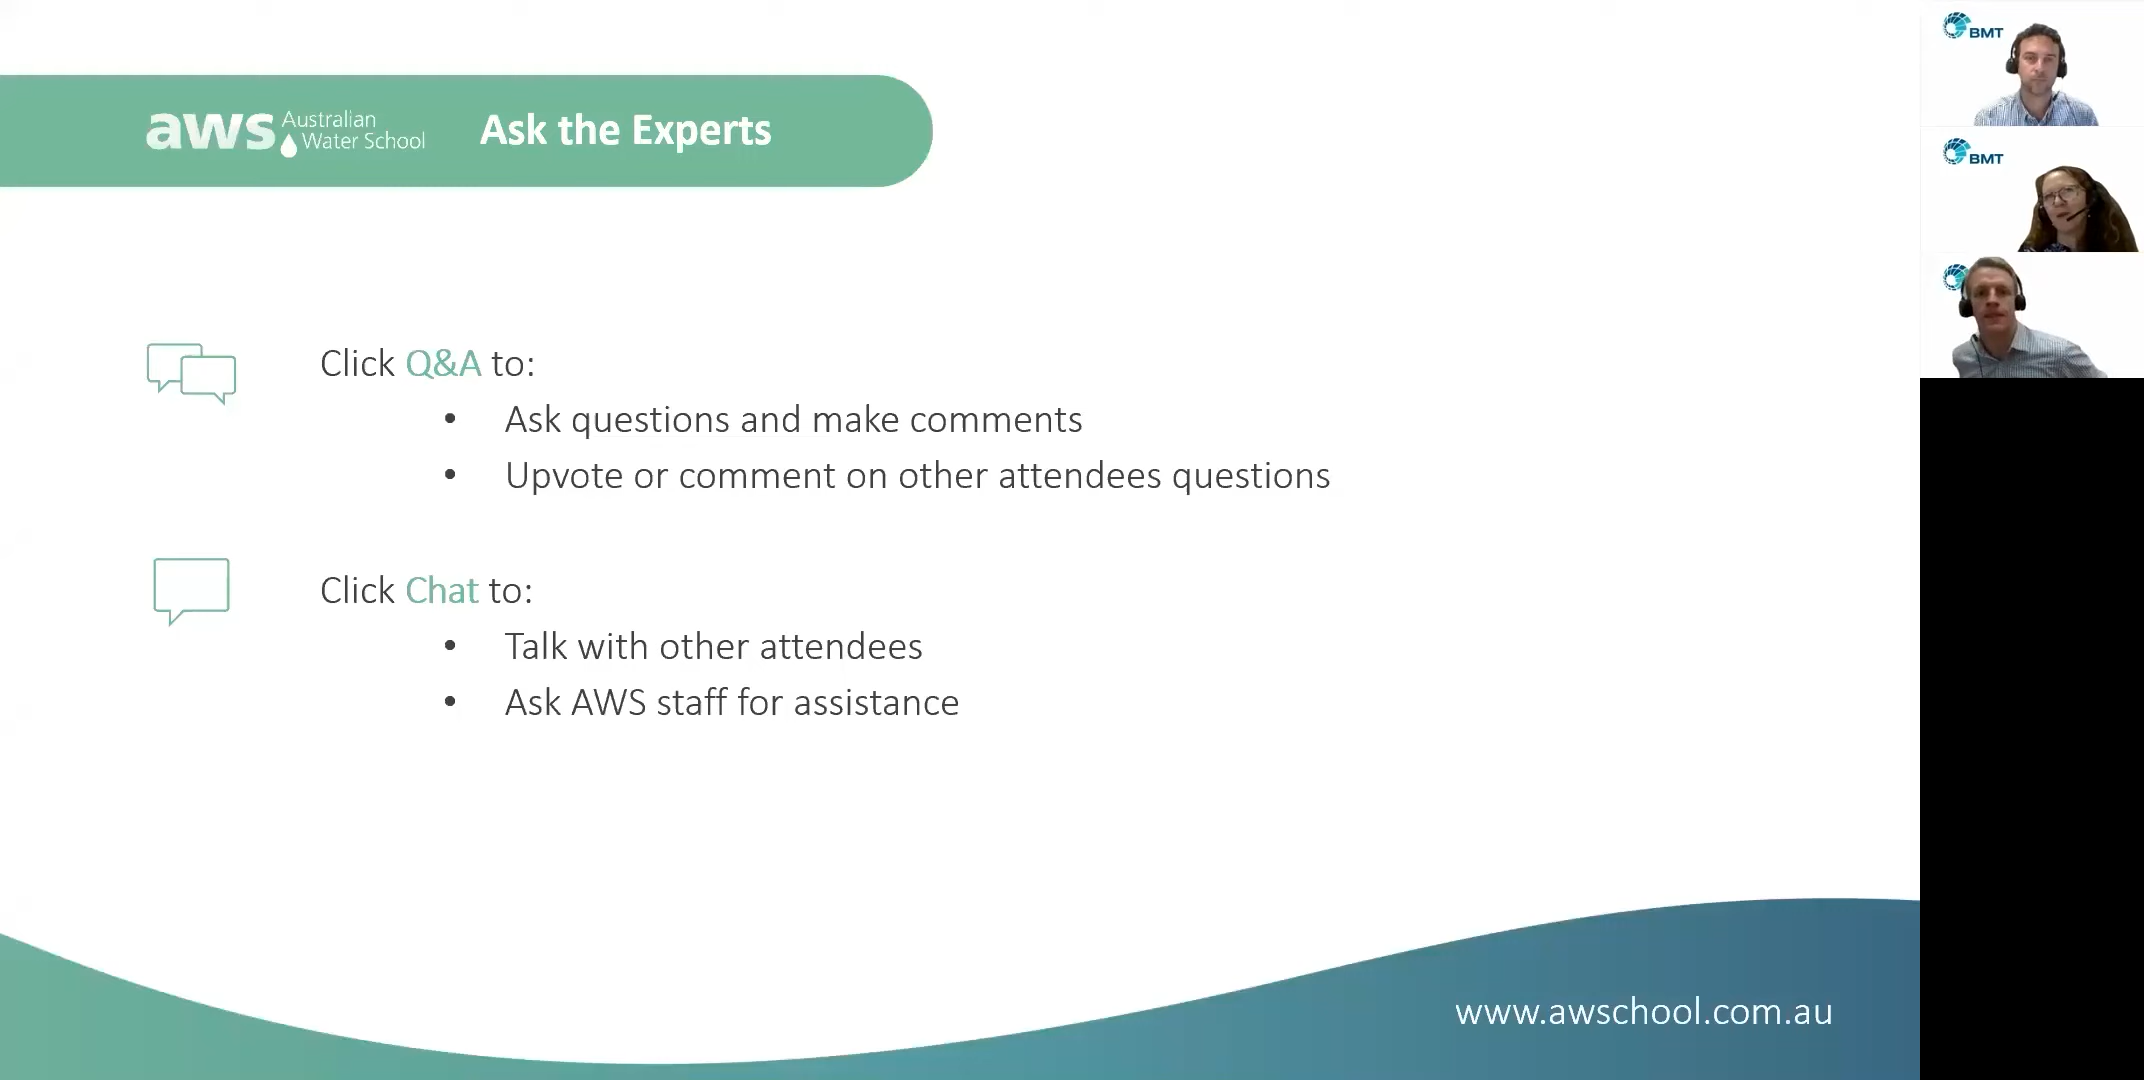 aws Australian
Water School
Ask the Experts
Click Q&A to:
• Ask questions and make comments
• Upvote or comment on other attendees questions
Click Chat to:
• Talk with other attendees
• Ask AWS staff for assistance
www.awschool.com.au
BMT
BMT